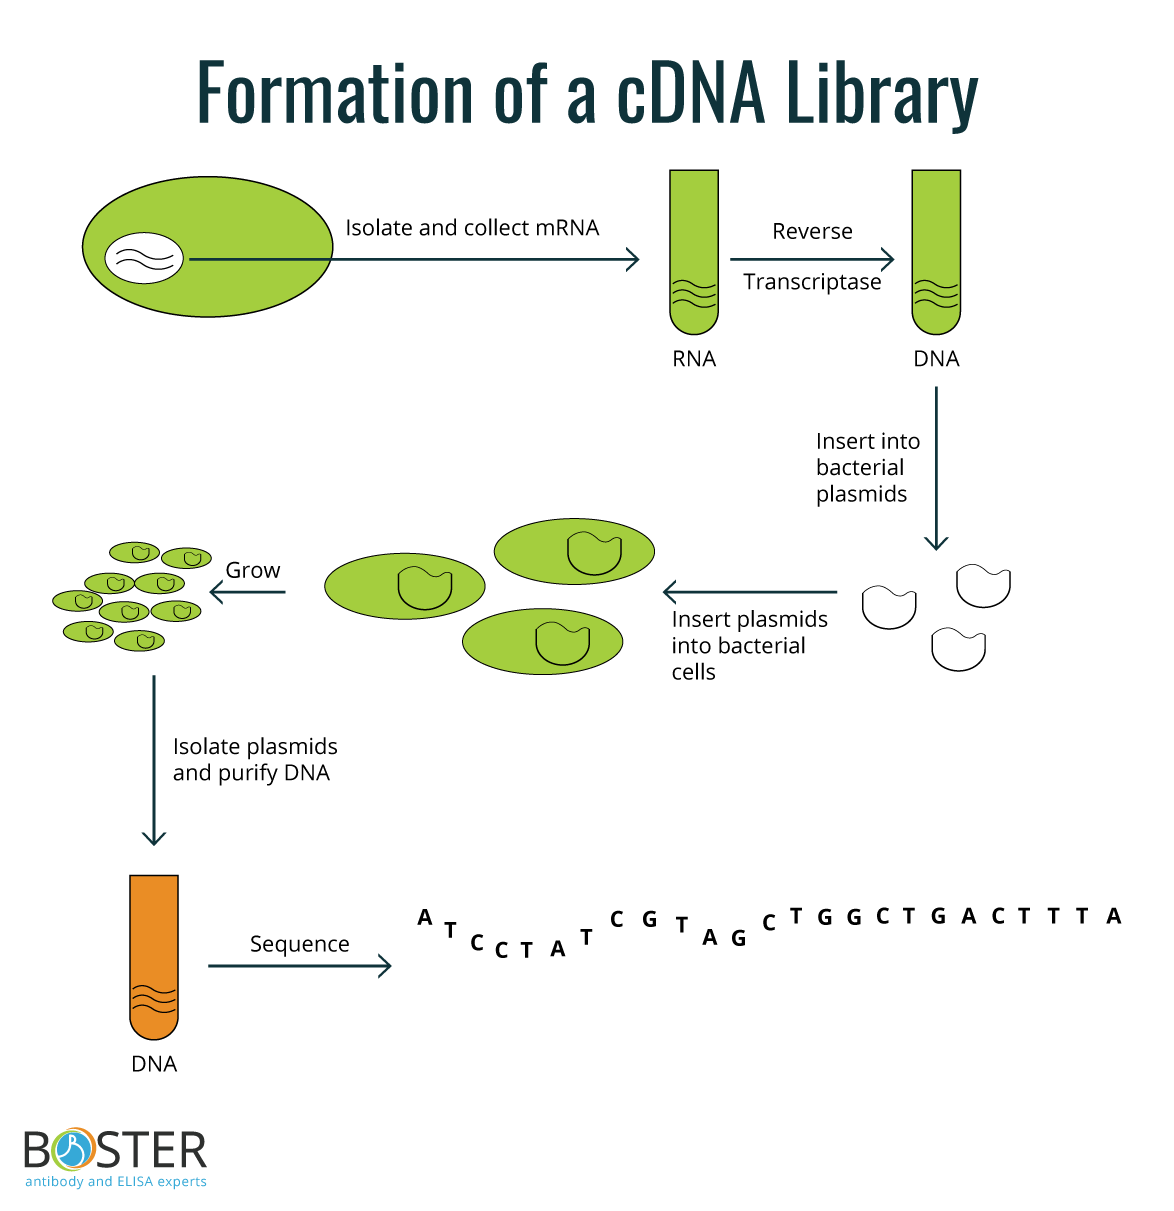 Formation of a cDNA Library
Isolate and collect mRNA
Reverse
Transcriptase
RNA
DNA
Insert into
bacterial
plasmids
Grow
Insert plasmids
into bacterial
cells
Isolate plasmids
and purify DNA
Sequence
A T C C T A T C G T A G C T G G C T G A C T T T A
DNA
BOSTER
antibody and ELISA experts